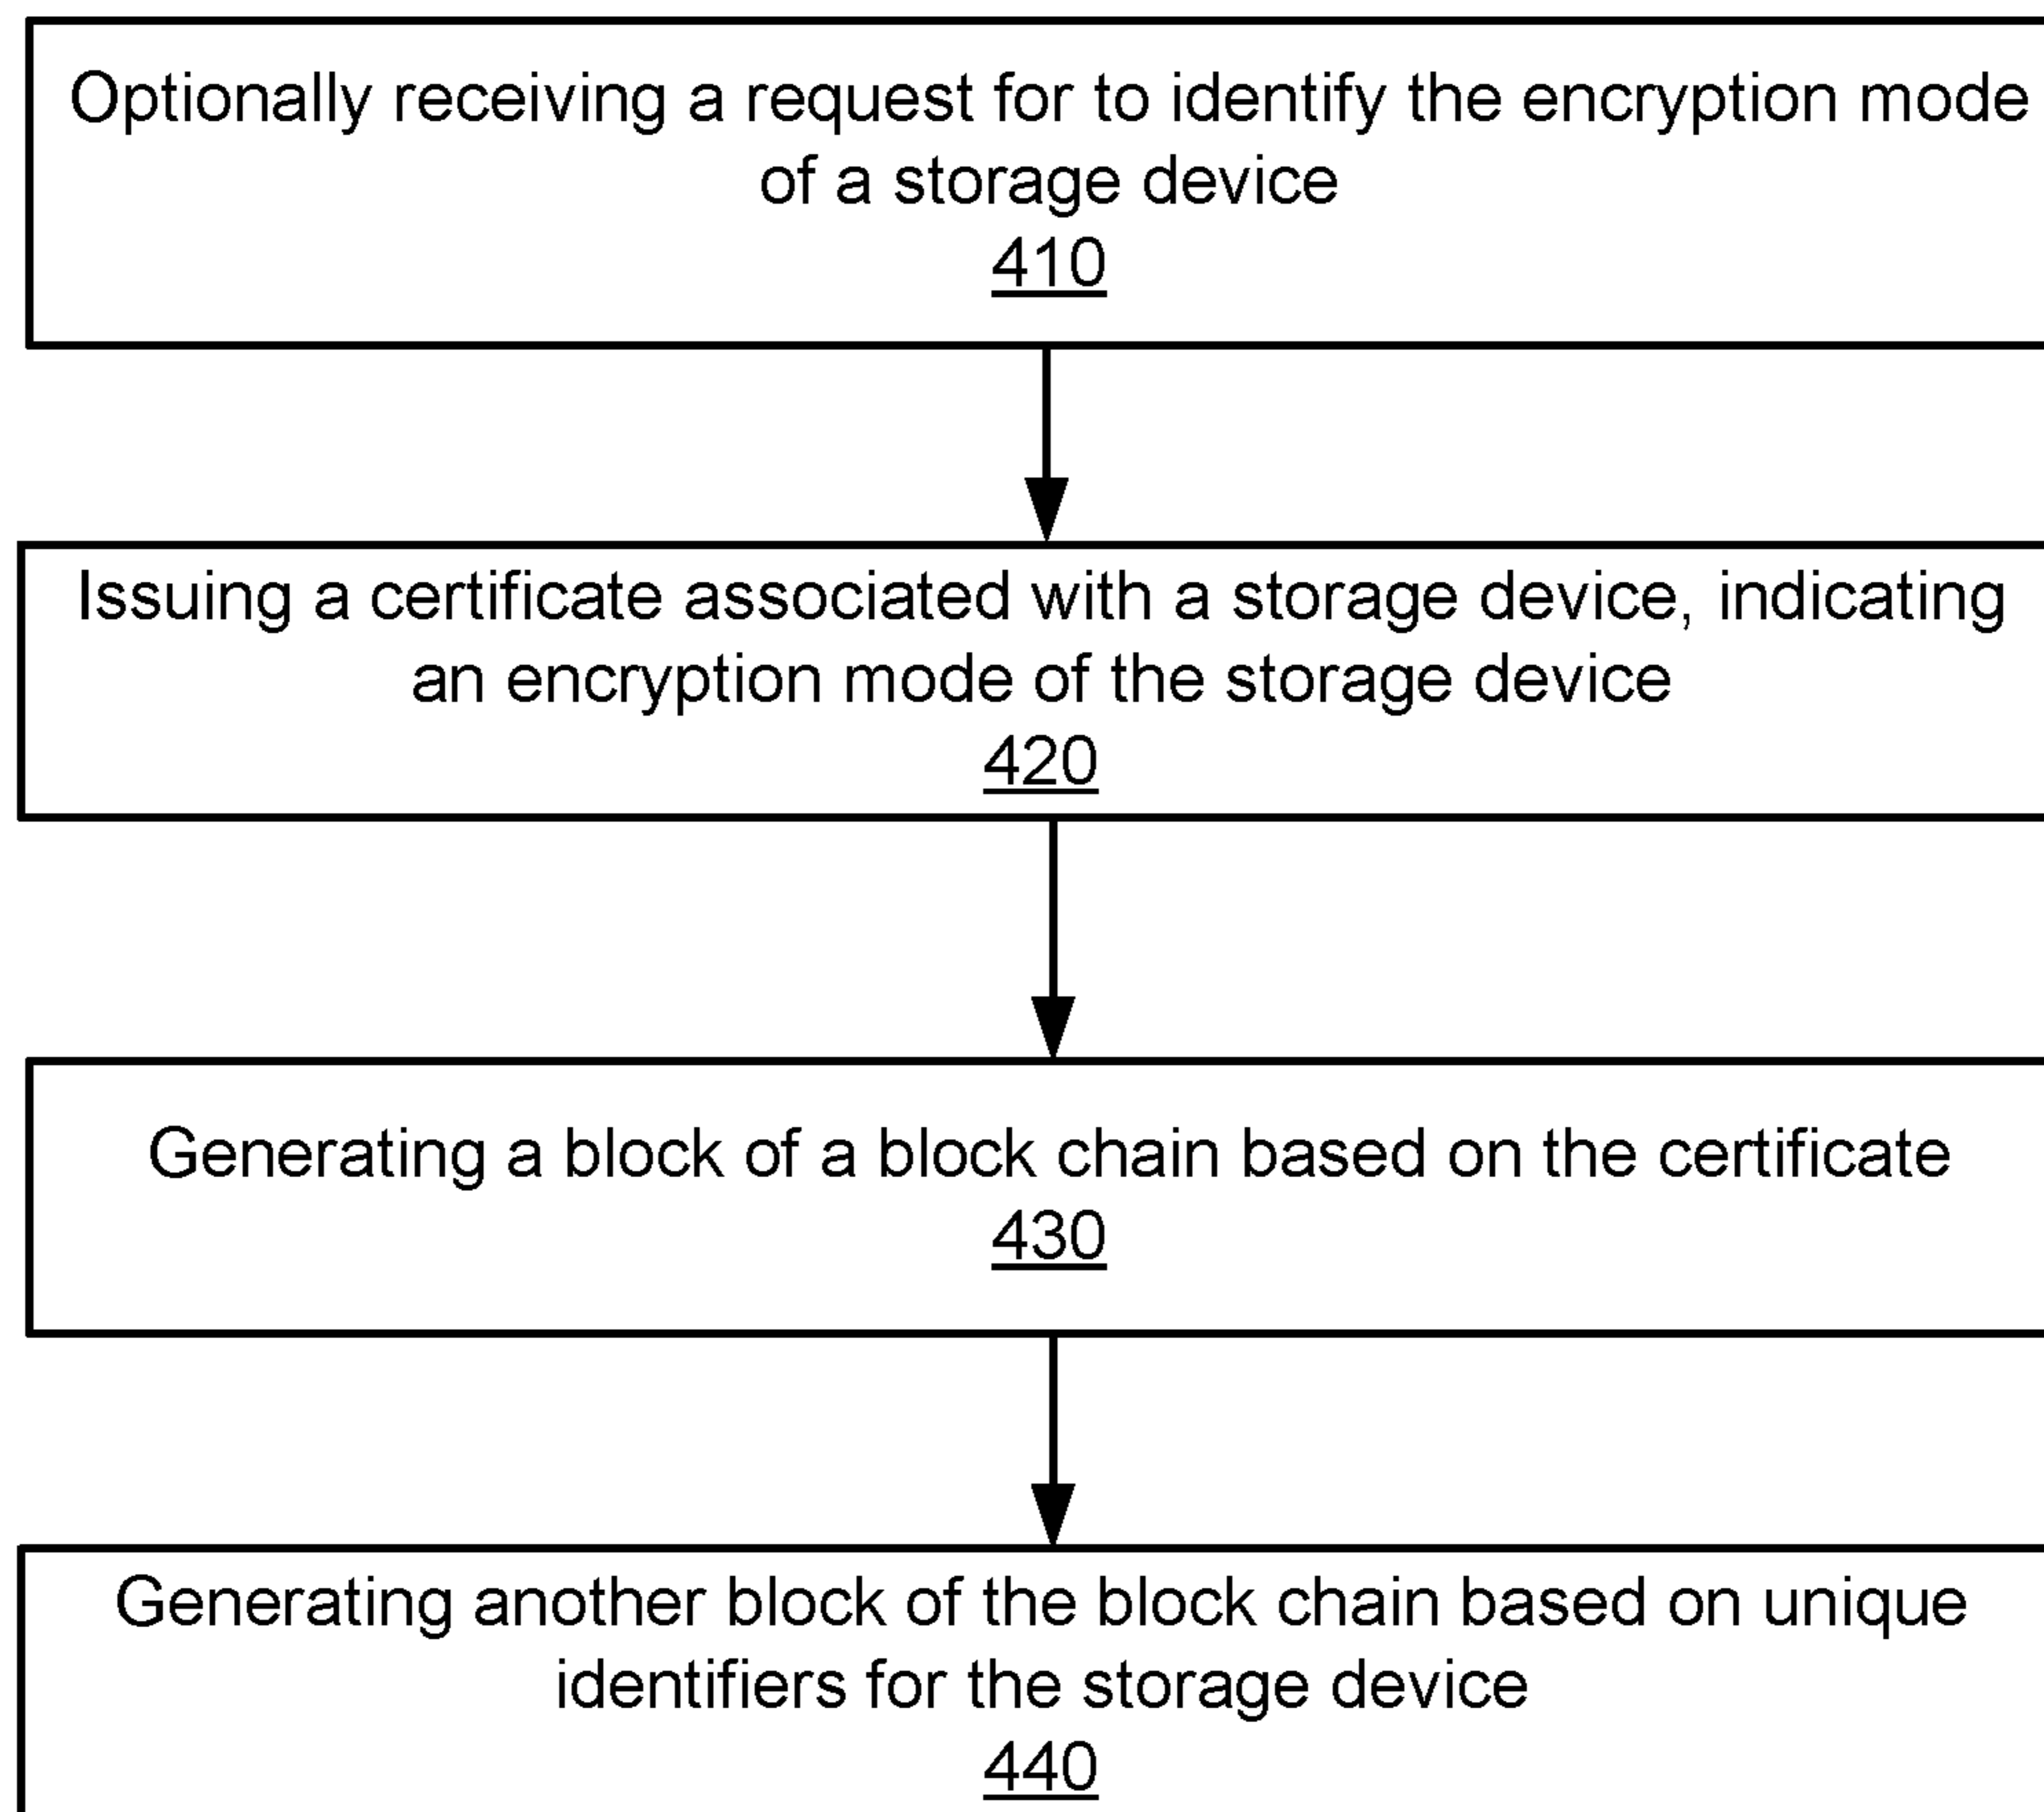 Optionally receiving a request for to identify the encryption mode
of a storage device
410
Issuing a certificate associated with a storage device, indicating
an encryption mode of the storage device
420
Generating a block of a block chain based on the certificate
430
Generating another block of the block chain based on unique
identifiers for the storage device
440